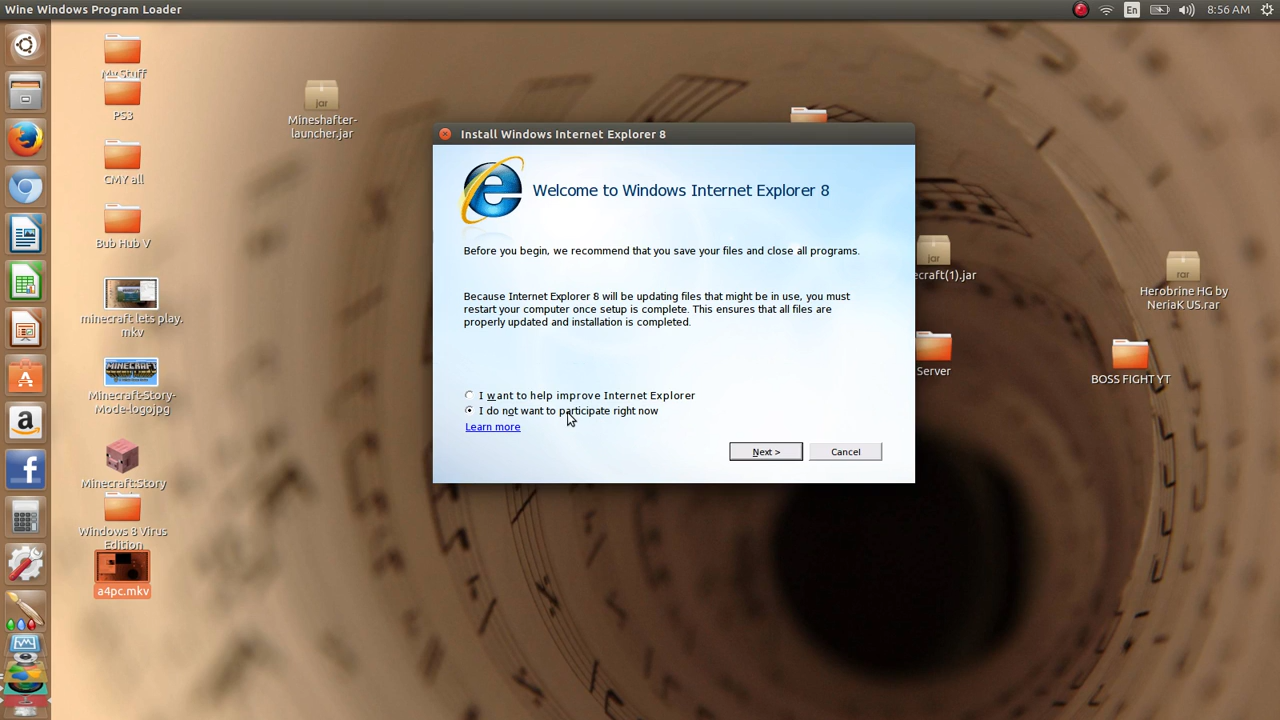 Wine Windows Program Loader
En
8:56 AM
My Stuff
PS3
CMY all
Bub Hub V
minecraft lets play.
mkv
Minecraft-Story-
Mode-logo.jpg
MINECRAFT
Minecraft:Story
Windows 8 Virus
Edition
a4pc.mkv
jar
Mineshafter-
launcher.jar
Install Windows Internet Explorer 8
Welcome to Windows Internet Explorer 8
Before you begin, we recommend that you save your files and close all programs.
Because Internet Explorer 8 will be updating files that might be in use, you must
restart your computer once setup is complete. This ensures that all files are
properly updated and installation is completed.
I want to help improve Internet Explorer
I do not want to participate right now
Learn more
Next >
Cancel
jar
ecraft(1).jar
Server
rar
Herobrine HG by
NeriaK US.rar
BOSS FIGHT YT